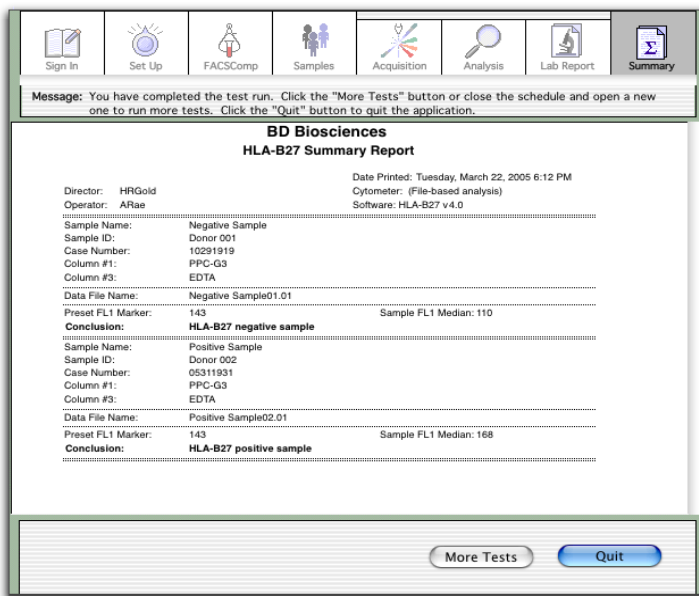 Sign In Set Up FACSComp Samples Acquisition Analysis Lab Report Summary
Message: You have completed the test run. Click the "More Tests" button or close the schedule and open a new
one to run more tests. Click the "Quit" button to quit the application.
BD Biosciences
HLA-B27 Summary Report
Date Printed: Tuesday, March 22, 2005 6:12 PM
Director: HRGold Cytometer: (File-based analysis)
Operator: ARae Software: HLA-B27 v4.0
Sample Name: Negative Sample
Sample ID: Donor 001
Case Number: 10291919
Column #1: PPC-G3
Column #3: EDTA
Data File Name: Negative Sample01.01
Preset FL1 Marker: 143 Sample FL1 Median: 110
Conclusion: HLA-B27 negative sample
Sample Name: Positive Sample
Sample ID: Donor 002
Case Number: 05311931
Column #1: PPC-G3
Column #3: EDTA
Data File Name: Positive Sample02.01
Preset FL1 Marker: 143 Sample FL1 Median: 168
Conclusion: HLA-B27 positive sample
More Tests Quit